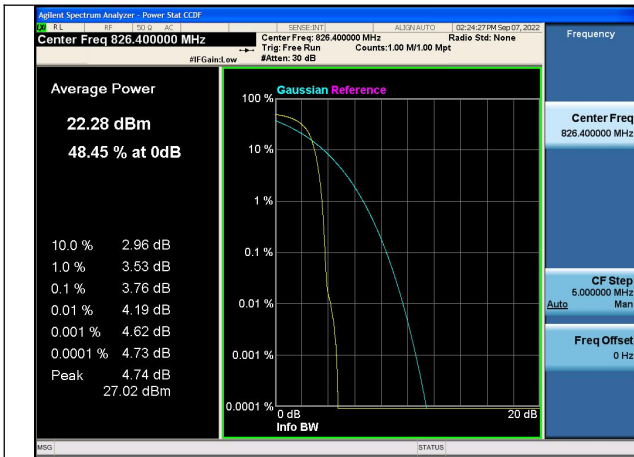 Agilent Spectrum Analyzer - Power Stat CCDF
RL RF 50 Ω AC SENSE:INT ALIGN AUTO 02:24:27 PM Sep 07, 2022
Center Freq 826.400000 MHz
Center Freq: 826.400000 MHz Radio Std: None
Trig: Free Run Counts:1.00 M/1.00 Mpt
#IFGain:Low #Atten: 30 dB
Frequency
Average Power
22.28 dBm
48.45 % at 0dB
10.0 % 2.96 dB
1.0 % 3.53 dB
0.1 % 3.76 dB
0.01 % 4.19 dB
0.001 % 4.62 dB
0.0001 % 4.73 dB
Peak 4.74 dB
27.02 dBm
Gaussian Reference
100 %
10 %
1 %
0.1 %
0.01 %
0.001 %
0.0001 %
0 dB 20 dB
Info BW
Center Freq
826.400000 MHz
CF Step
5.000000 MHz
Auto Man
Freq Offset
0 Hz
MSG STATUS